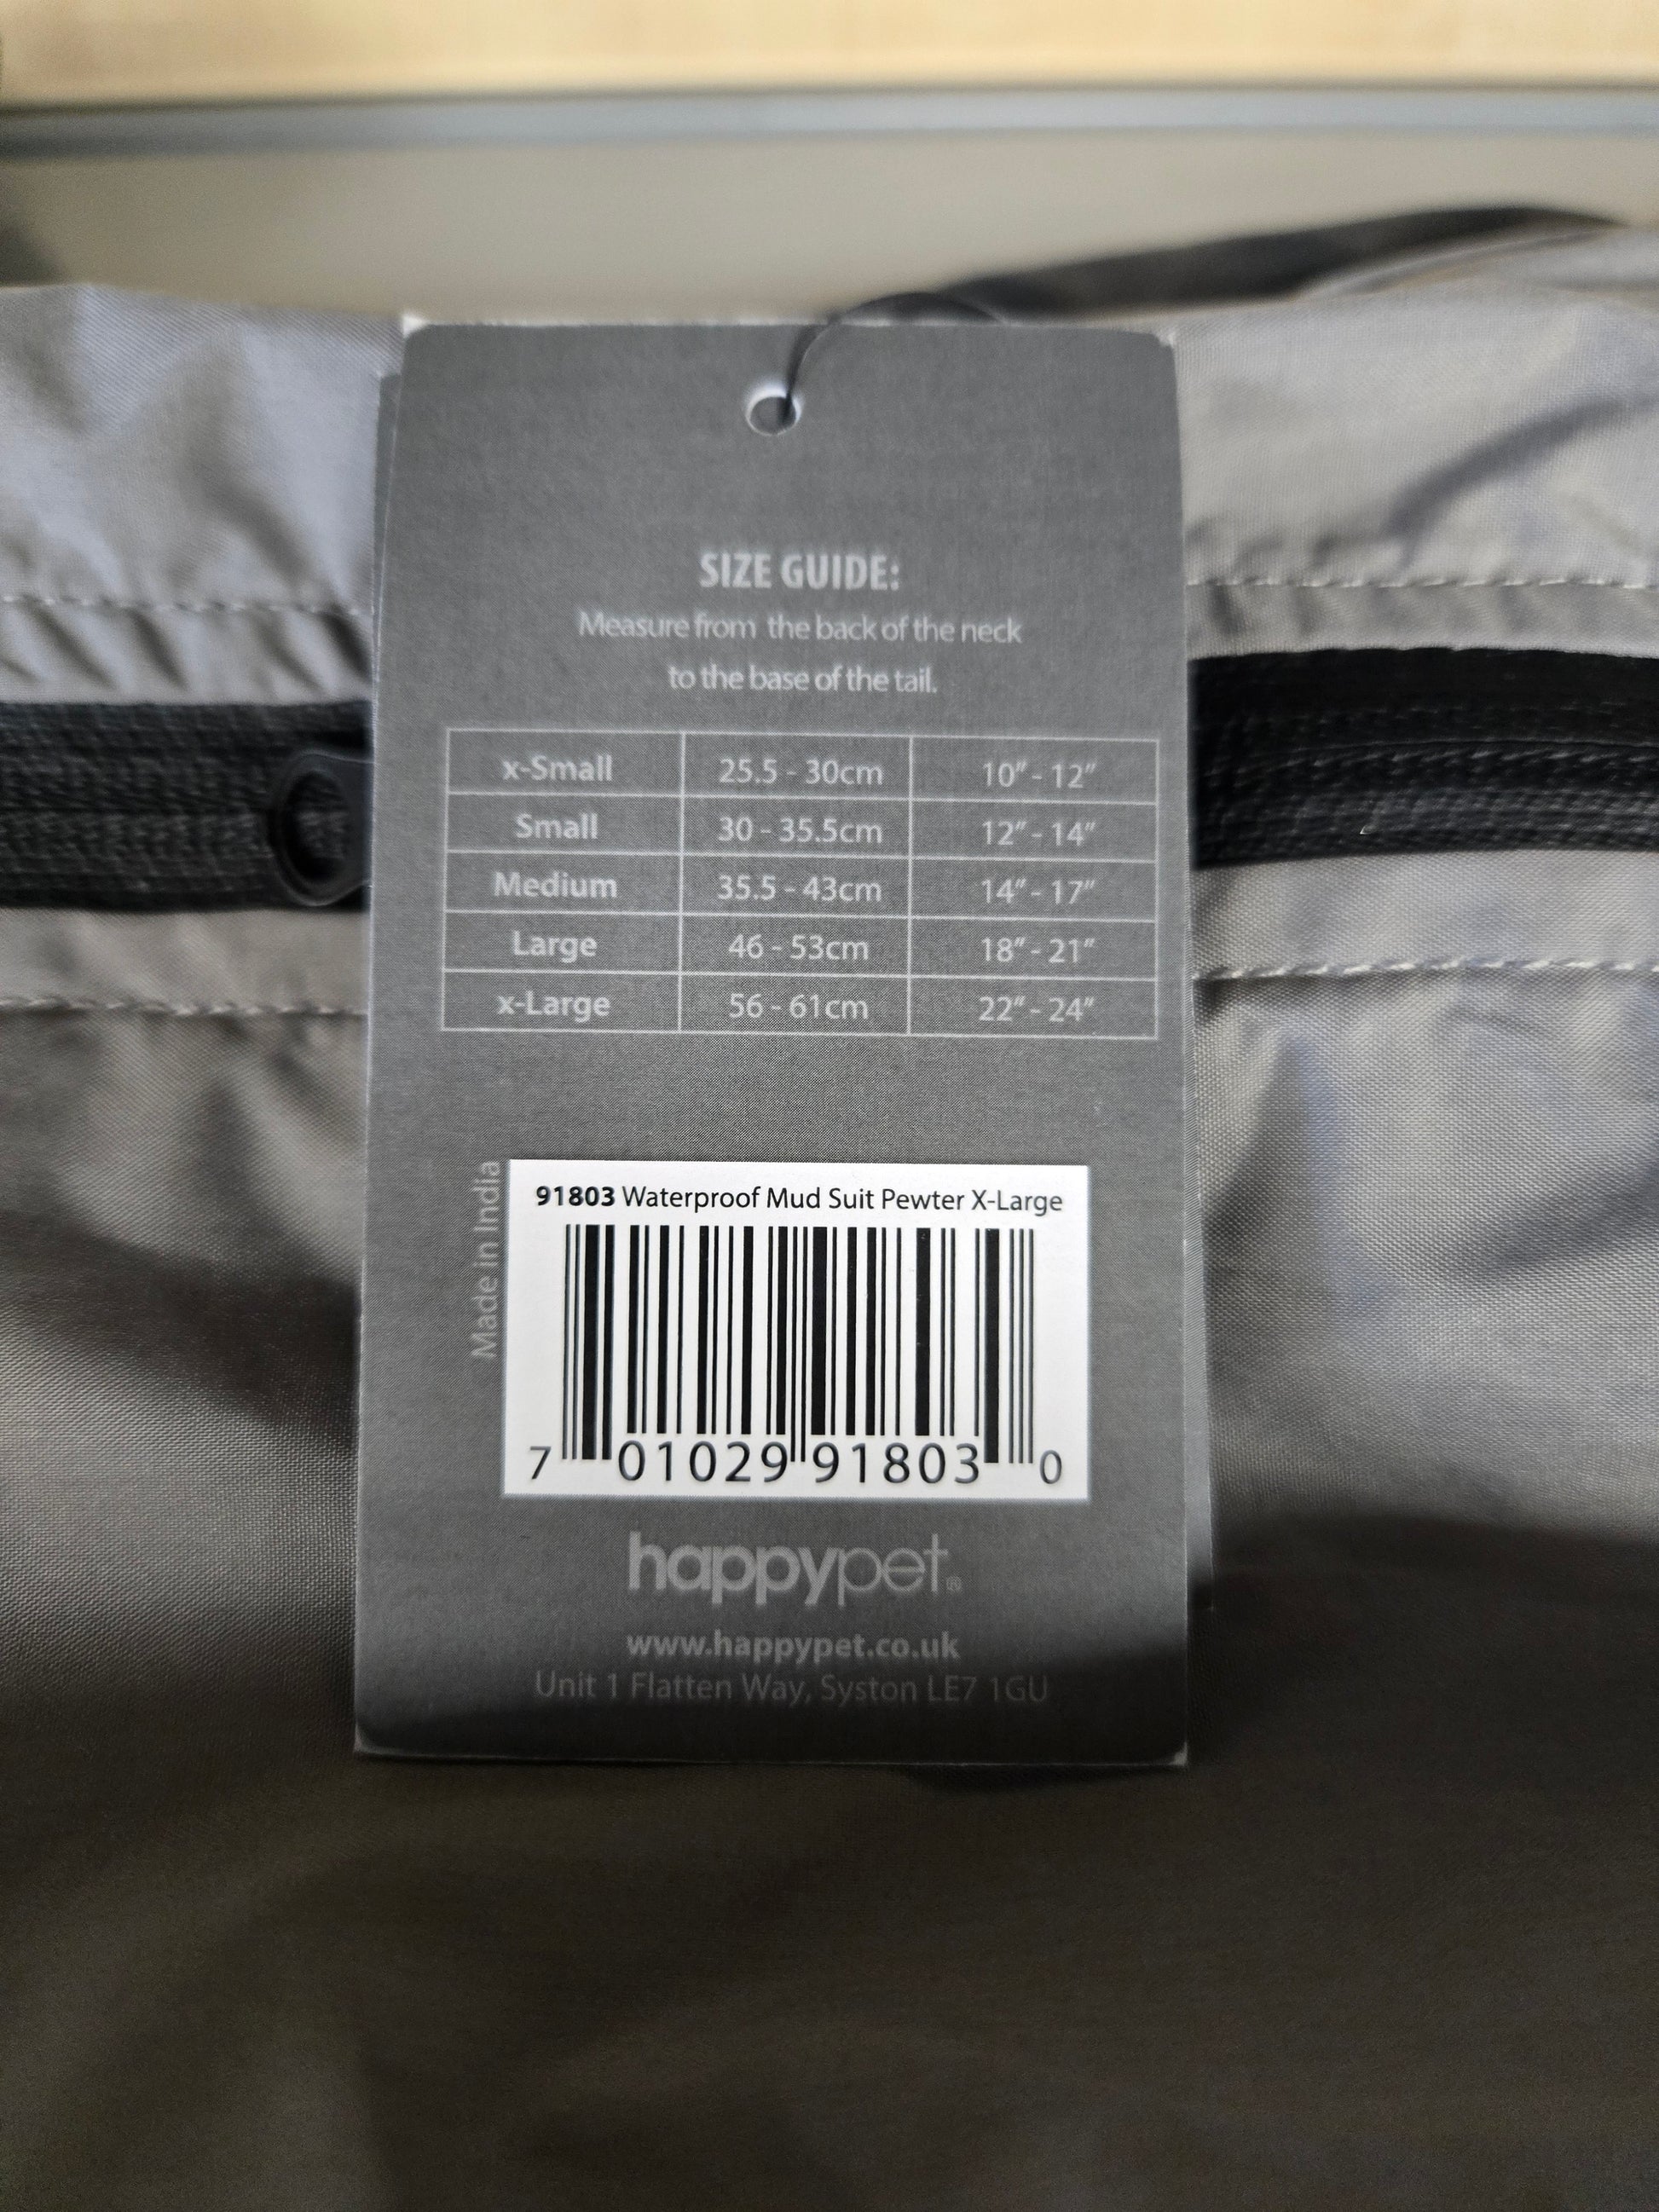 SIZE GUIDE:
Measure from the back of the neck
to the base of the tail.
x-Small 25.5 - 30cm 10” - 12”
Small 30 - 35.5cm 12” - 14”
Medium 35.5 - 43cm 14” - 17”
Large 46 - 53cm 18” - 21”
x-Large 56 - 61cm 22” - 24”
Made in India
91803 Waterproof Mud Suit Pewter X-Large
7 01029 91803 0
happypet®
www.happypet.co.uk
Unit 1 Flatten Way, Syston LE7 1GU